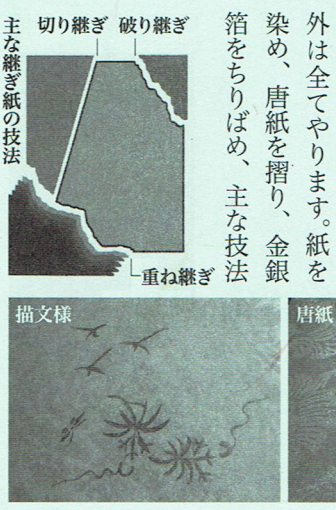 外は全てやります。紙を
染め、唐紙を摺り、金銀
箔をちりばめ、主な技法
主な継ぎ紙の技法
切り継ぎ
破り継ぎ
重ね継ぎ
描文様
唐紙